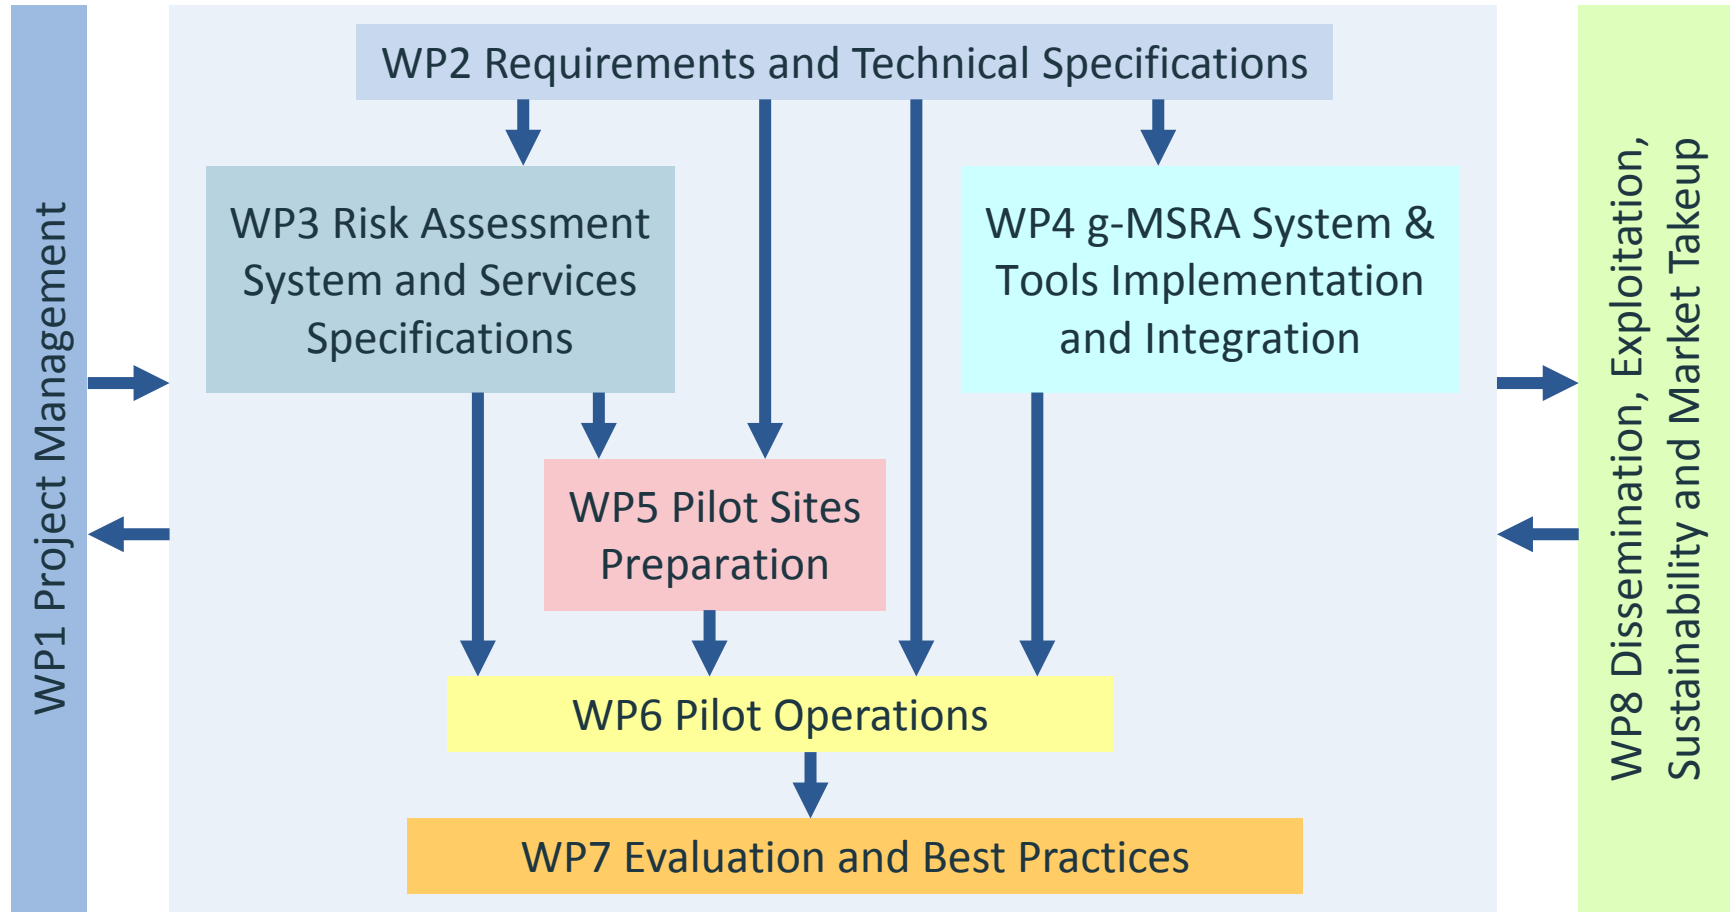 WP1 Project Management
WP2 Requirements and Technical Specifications
WP3 Risk Assessment
System and Services
Specifications
WP4 g-MSRA System &
Tools Implementation
and Integration
WP5 Pilot Sites
Preparation
WP6 Pilot Operations
WP7 Evaluation and Best Practices
WP8 Dissemination, Exploitation,
Sustainability and Market Takeup